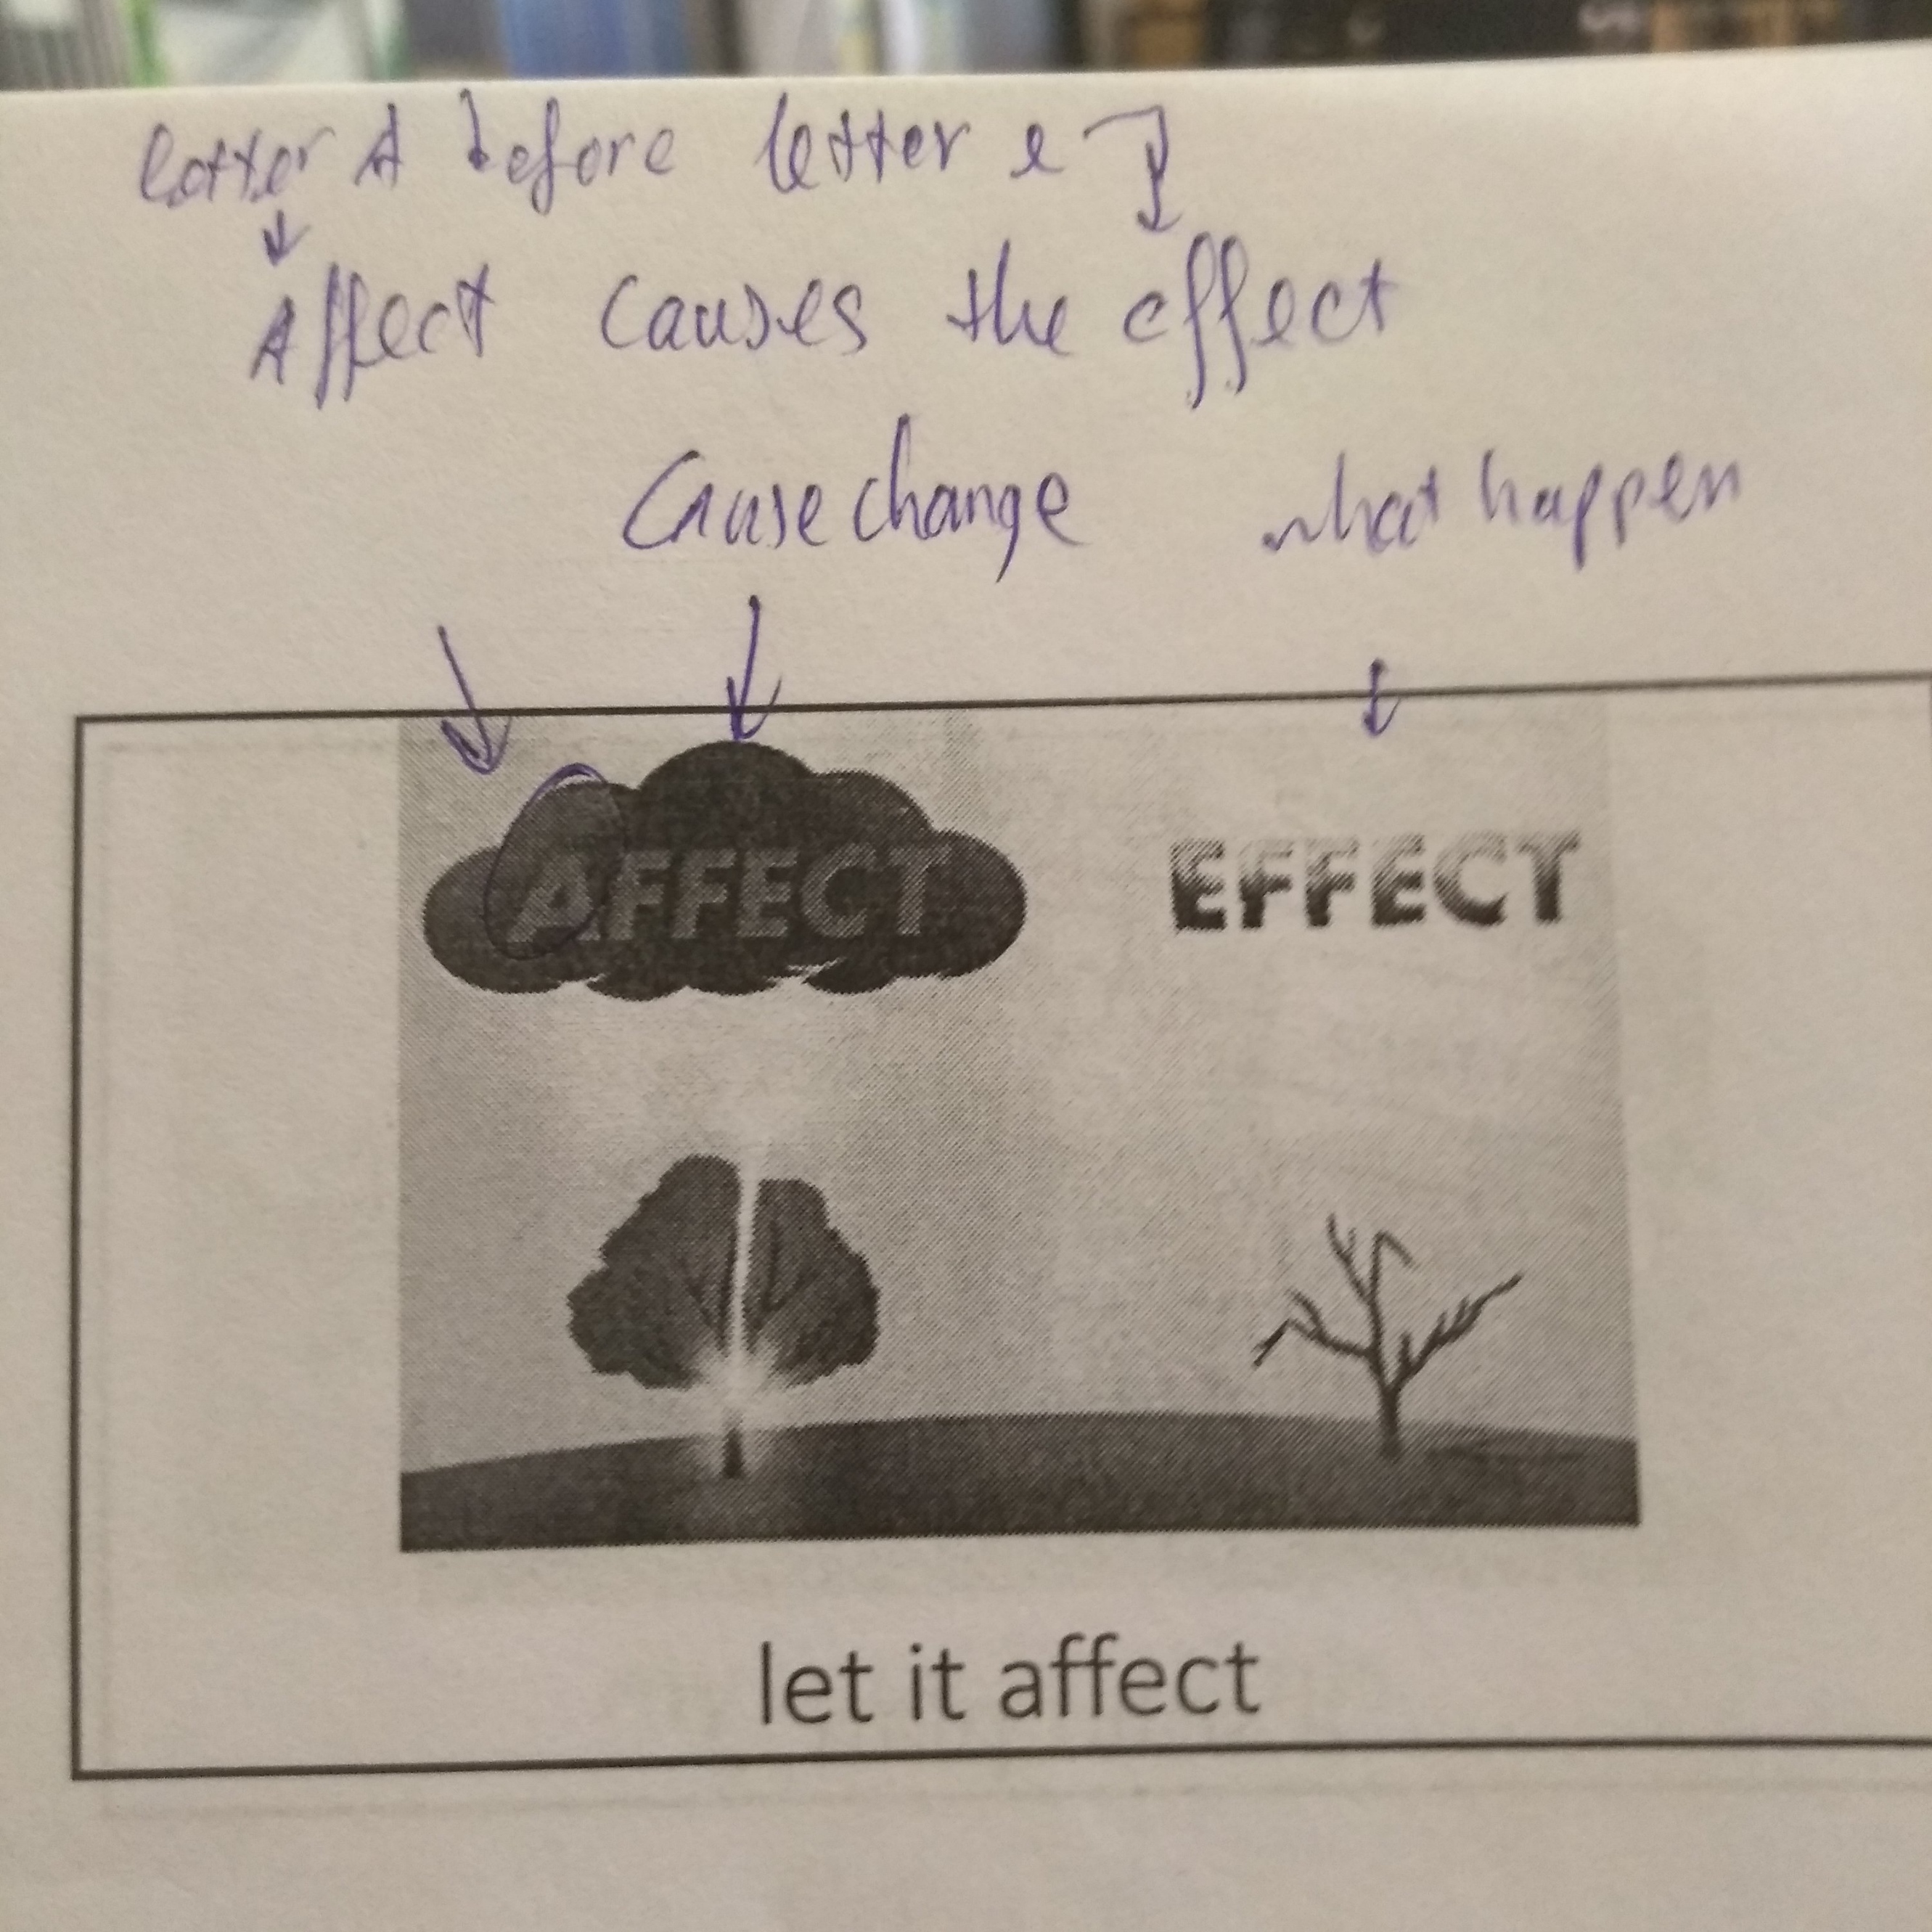 letter A before letter e
Affect causes the effect
Cause change what happen
AFFECT EFFECT
let it affect